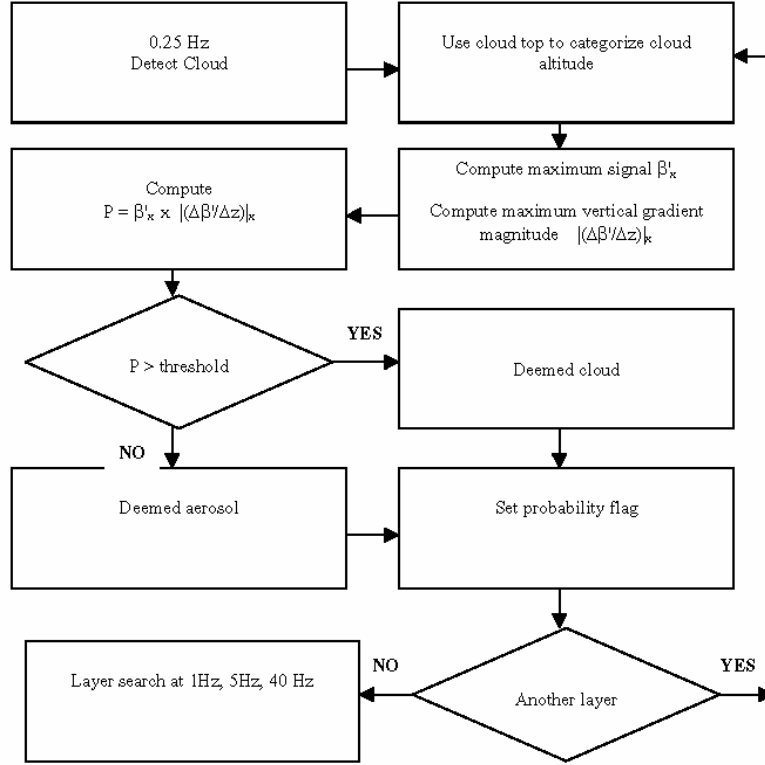 0.25 Hz
Detect Cloud
Use cloud top to categorize cloud
altitude
Compute maximum signal β'ₓ
Compute maximum vertical gradient
magnitude |(Δβ'/Δz)|ₓ
Compute
P = β'ₓ x |(Δβ'/Δz)|ₓ
P > threshold
YES
Deemed cloud
NO
Deemed aerosol
Set probability flag
Another layer
NO
YES
Layer search at 1Hz, 5Hz, 40 Hz